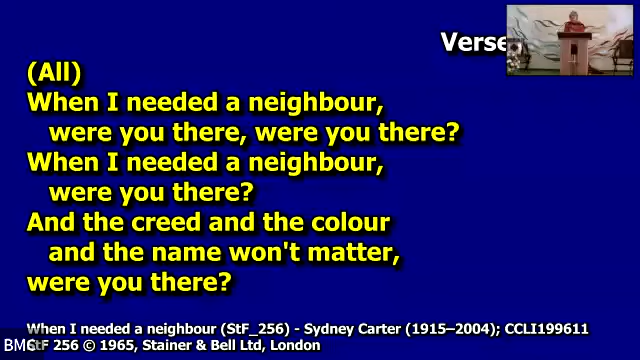 Verse
(All)
When I needed a neighbour,
were you there, were you there?
When I needed a neighbour,
were you there?
And the creed and the colour
and the name won't matter,
were you there?
When I needed a neighbour (StF_256) - Sydney Carter (1915–2004); CCLI199611
StF 256 © 1965, Stainer & Bell Ltd, London
BMC